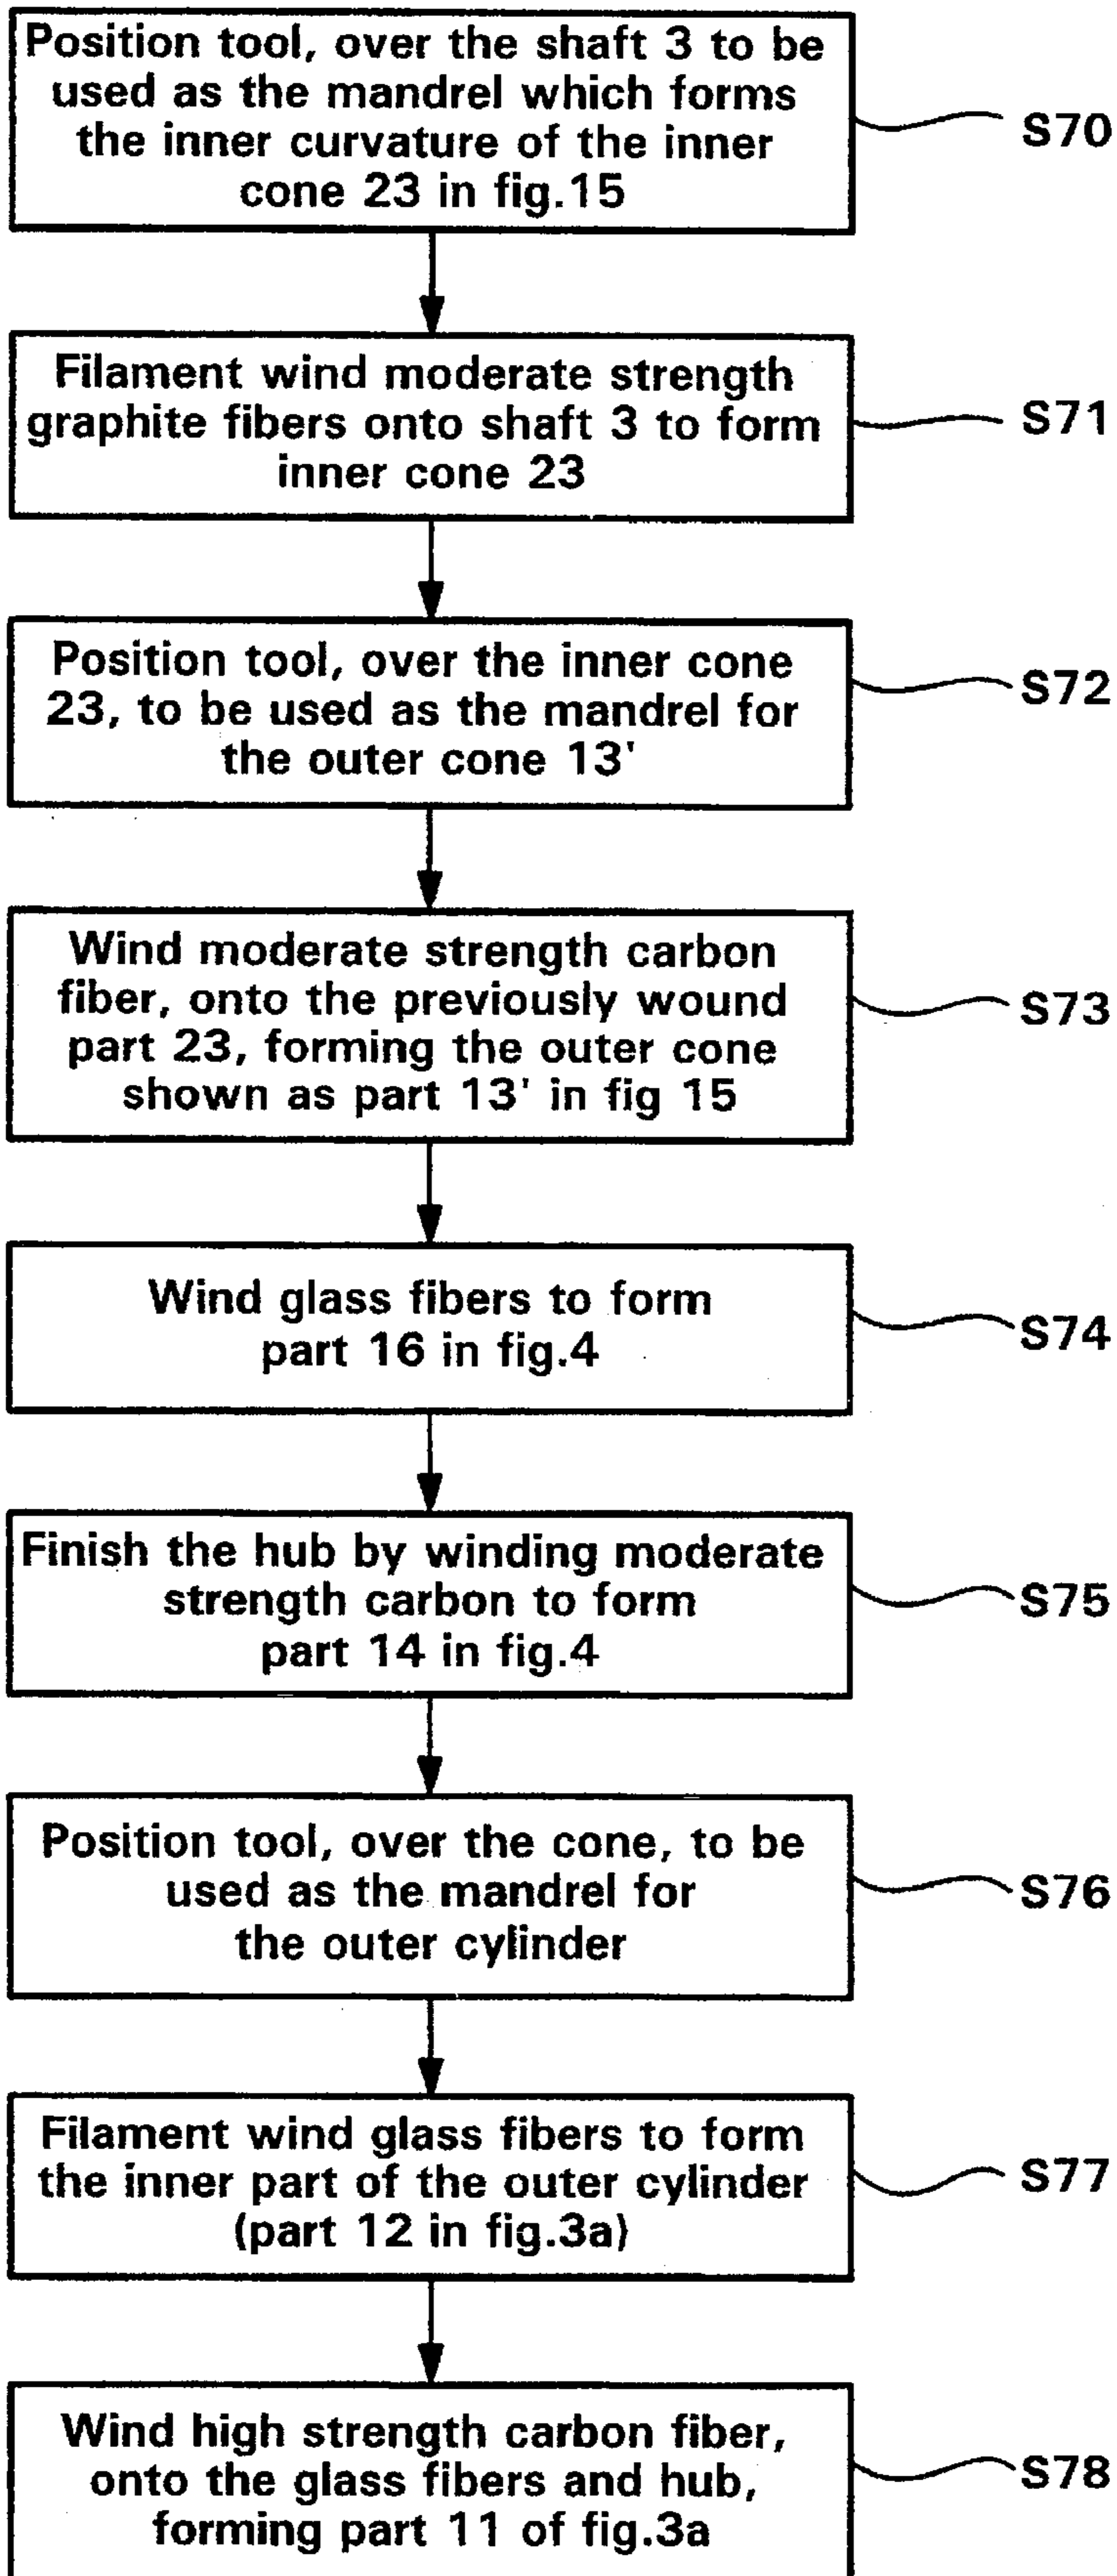 Position tool, over the shaft 3 to be
used as the mandrel which forms
the inner curvature of the inner
cone 23 in fig.15
S70
Filament wind moderate strength
graphite fibers onto shaft 3 to form
inner cone 23
S71
Position tool, over the inner cone
23, to be used as the mandrel for
the outer cone 13'
S72
Wind moderate strength carbon
fiber, onto the previously wound
part 23, forming the outer cone
shown as part 13' in fig 15
S73
Wind glass fibers to form
part 16 in fig.4
S74
Finish the hub by winding moderate
strength carbon to form
part 14 in fig.4
S75
Position tool, over the cone, to be
used as the mandrel for
the outer cylinder
S76
Filament wind glass fibers to form
the inner part of the outer cylinder
(part 12 in fig.3a)
S77
Wind high strength carbon fiber,
onto the glass fibers and hub,
forming part 11 of fig.3a
S78